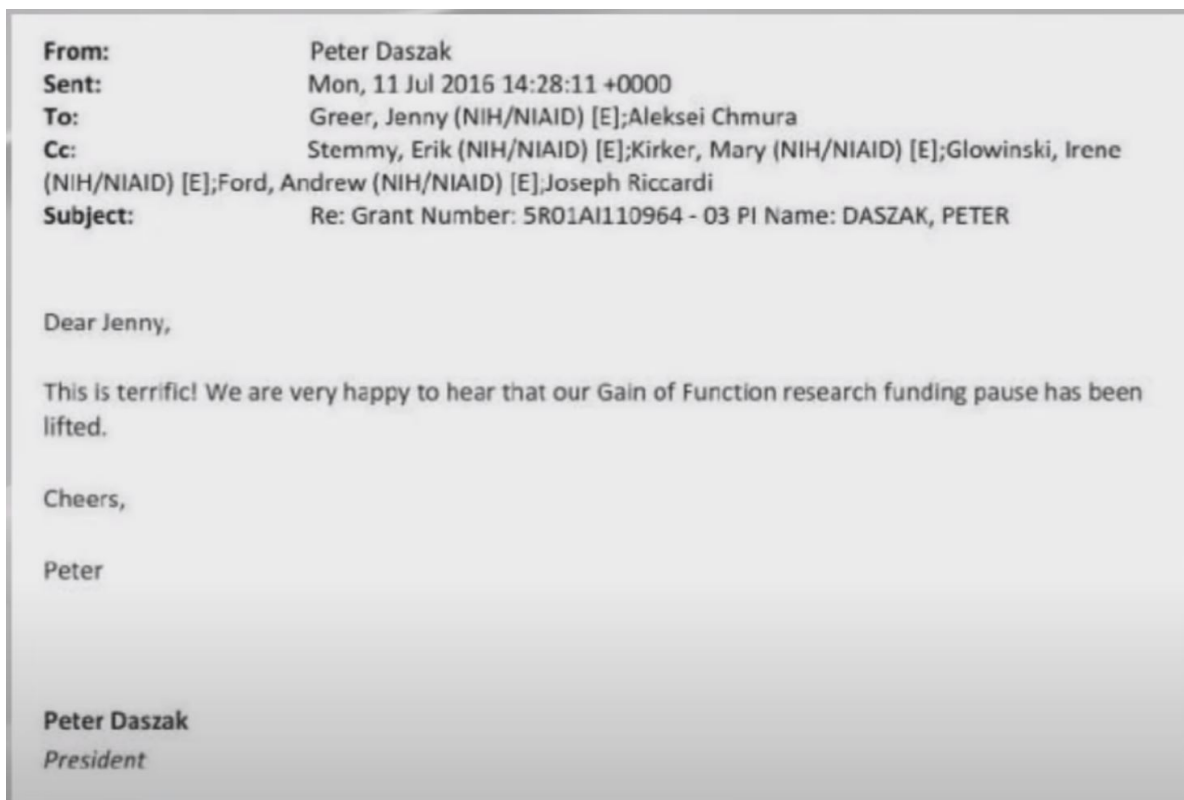 From: Peter Daszak
Sent: Mon, 11 Jul 2016 14:28:11 +0000
To: Greer, Jenny (NIH/NIAID) [E];Aleksei Chmura
Cc: Stemmy, Erik (NIH/NIAID) [E];Kirker, Mary (NIH/NIAID) [E];Glowinski, Irene
(NIH/NIAID) [E];Ford, Andrew (NIH/NIAID) [E];Joseph Riccardi
Subject: Re: Grant Number: 5R01AI110964 - 03 PI Name: DASZAK, PETER
Dear Jenny,
This is terrific! We are very happy to hear that our Gain of Function research funding pause has been
lifted.
Cheers,
Peter
Peter Daszak
President